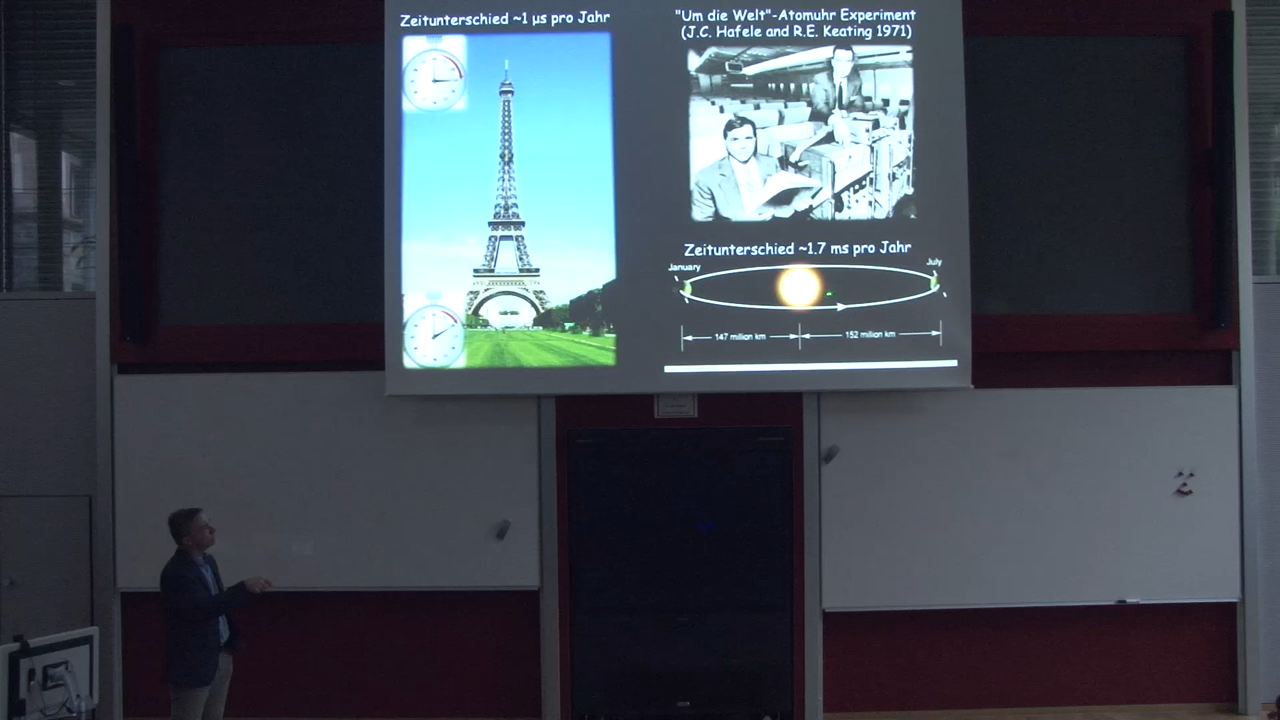 Zeitunterschied ~1 µs pro Jahr
"Um die Welt"-Atomuhr Experiment
(J.C. Hafele and R.E. Keating 1971)
Zeitunterschied ~1.7 ms pro Jahr
January
July
147 million km
152 million km